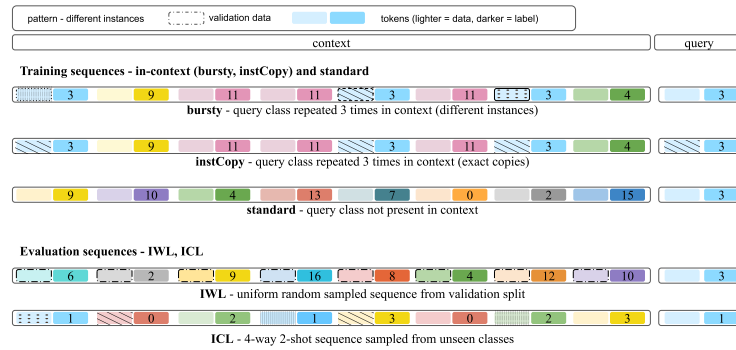 pattern - different instances validation data tokens (lighter = data, darker = label)
context query
Training sequences - in-context (bursty, instCopy) and standard
3 9 11 11 3 11 3 4 3
bursty - query class repeated 3 times in context (different instances)
3 9 11 11 3 11 3 4 3
instCopy - query class repeated 3 times in context (exact copies)
9 10 4 13 7 0 2 15 3
standard - query class not present in context
Evaluation sequences - IWL, ICL
6 2 9 16 8 4 12 10 3
IWL - uniform random sampled sequence from validation split
1 0 2 1 3 0 2 3 1
ICL - 4-way 2-shot sequence sampled from unseen classes